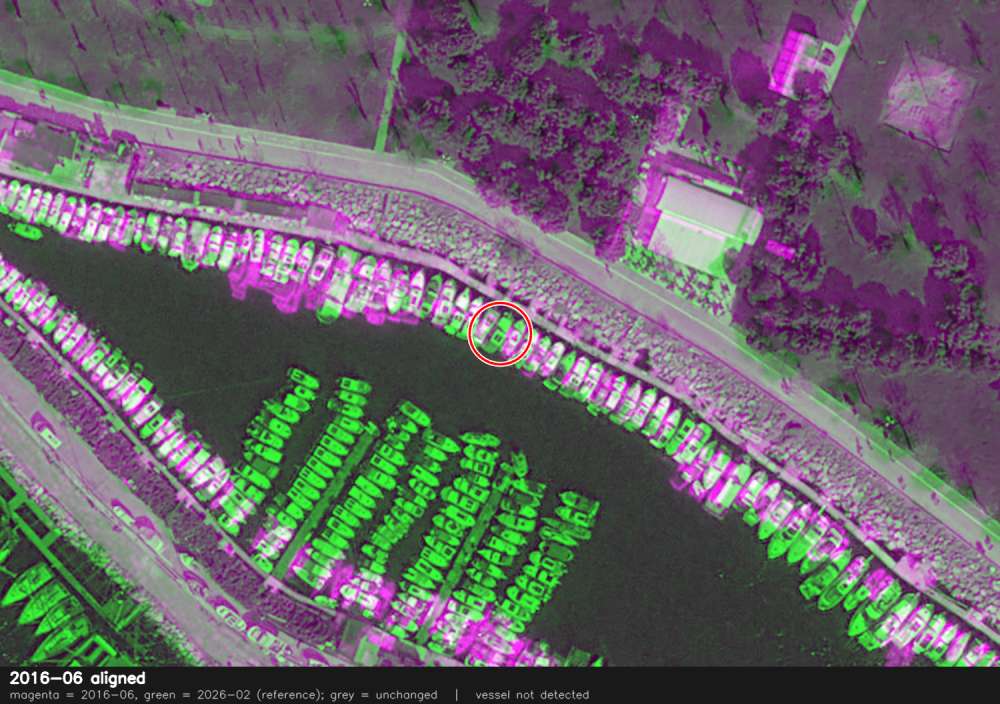 2016-06 aligned
magenta = 2016-06, green = 2026-02 (reference); grey = unchanged | vessel not detected